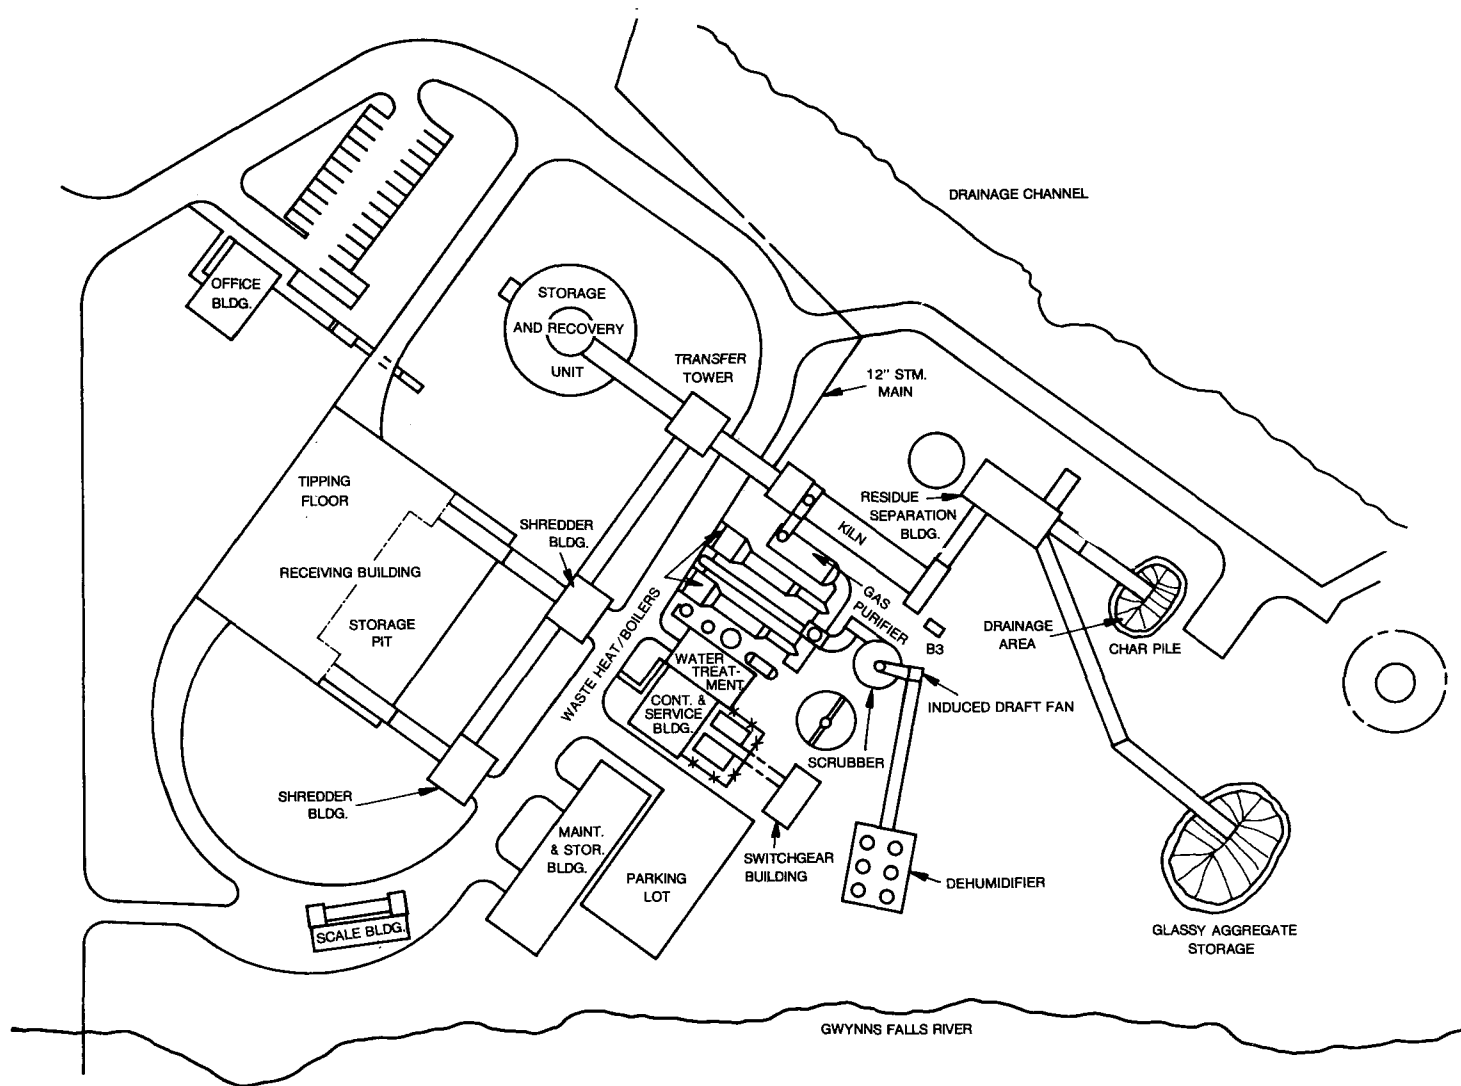 DRAINAGE CHANNEL
OFFICE
BLDG.
STORAGE
AND RECOVERY
UNIT
TRANSFER
TOWER
12" STM.
MAIN
TIPPING
FLOOR
RECEIVING BUILDING
STORAGE
PIT
SHREDDER
BLDG.
KILN
RESIDUE
SEPARATION
BLDG.
GAS
PURIFIER
WASTE HEAT/BOILERS
B3
DRAINAGE
AREA
CHAR PILE
WATER
TREAT-
MENT
CONT. &
SERVICE
BLDG.
INDUCED DRAFT FAN
SCRUBBER
SHREDDER
BLDG.
MAINT.
& STOR.
BLDG.
PARKING
LOT
SWITCHGEAR
BUILDING
DEHUMIDIFIER
SCALE BLDG.
GLASSY AGGREGATE
STORAGE
GWYNNS FALLS RIVER